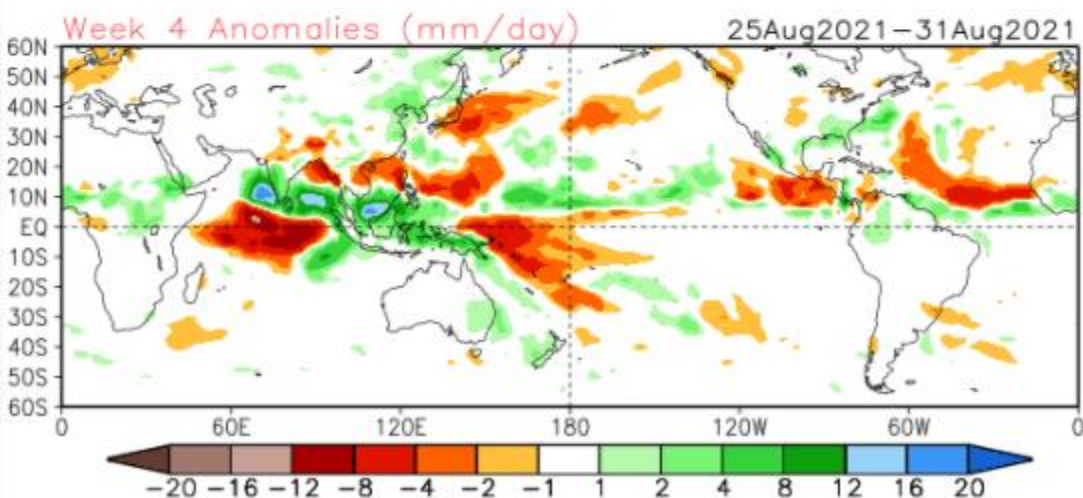 Week 4 Anomalies (mm/day) 25Aug2021–31Aug2021
60N
50N
40N
30N
20N
10N
EQ
10S
20S
30S
40S
50S
60S
0 60E 120E 180 120W 60W 0
−20 −16 −12 −8 −4 −2 −1 1 2 4 8 12 16 20